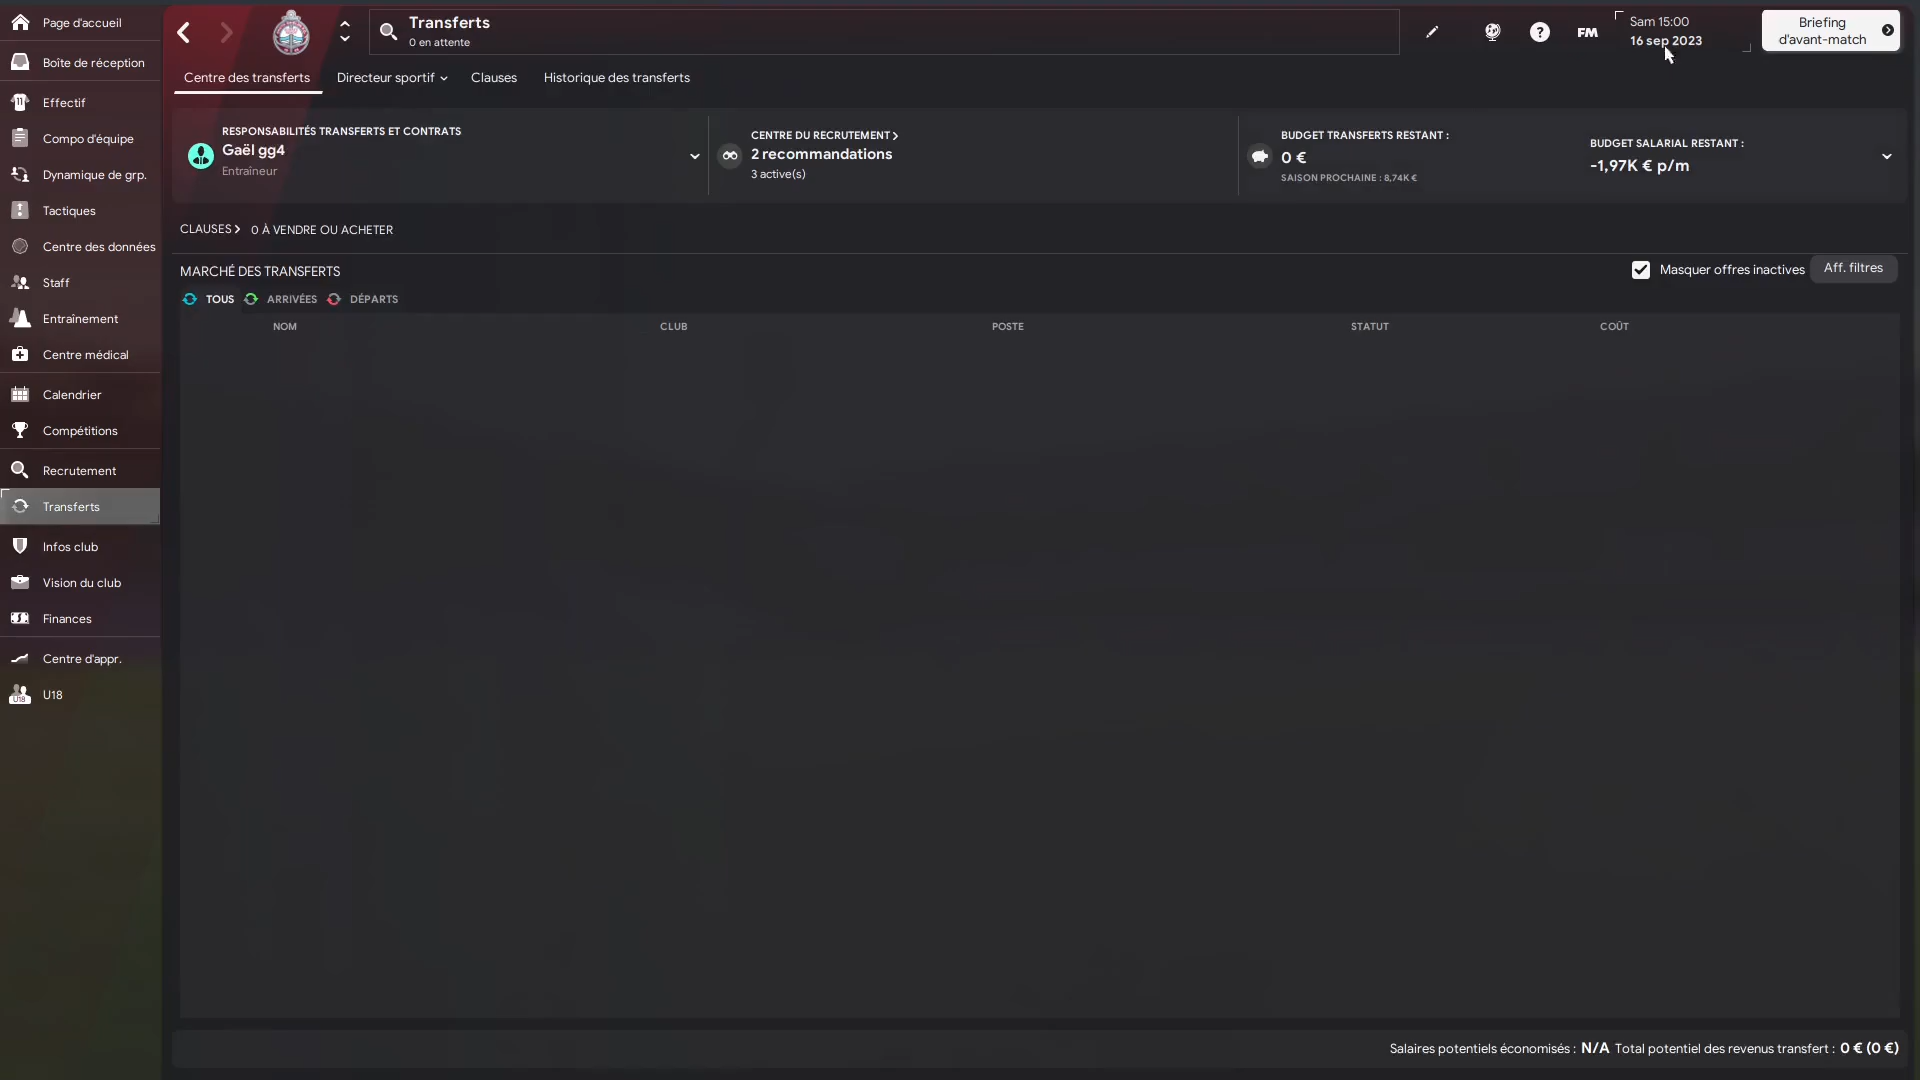 Page d'accueil
Boîte de réception
Effectif
Compo d'équipe
Dynamique de grp.
Tactiques
Centre des données
Staff
Entraînement
Centre médical
Calendrier
Compétitions
Recrutement
Transferts
Infos club
Vision du club
Finances
Centre d'appr.
U18
Transferts
0 en attente
FM
Sam 15:00
16 sep 2023
Briefing
d'avant-match
Centre des transferts
Directeur sportif
Clauses
Historique des transferts
RESPONSABILITÉS TRANSFERTS ET CONTRATS
Gaël gg4
Entraîneur
CENTRE DU RECRUTEMENT
2 recommandations
3 active(s)
BUDGET TRANSFERTS RESTANT :
0 €
SAISON PROCHAINE : 8,74K €
BUDGET SALARIAL RESTANT :
-1,97K € p/m
CLAUSES 0 À VENDRE OU ACHETER
MARCHÉ DES TRANSFERTS
Masquer offres inactives
Aff. filtres
TOUS ARRIVÉES DÉPARTS
NOM CLUB POSTE STATUT COÛT
Salaires potentiels économisés : N/A Total potentiel des revenus transfert : 0 € (0 €)